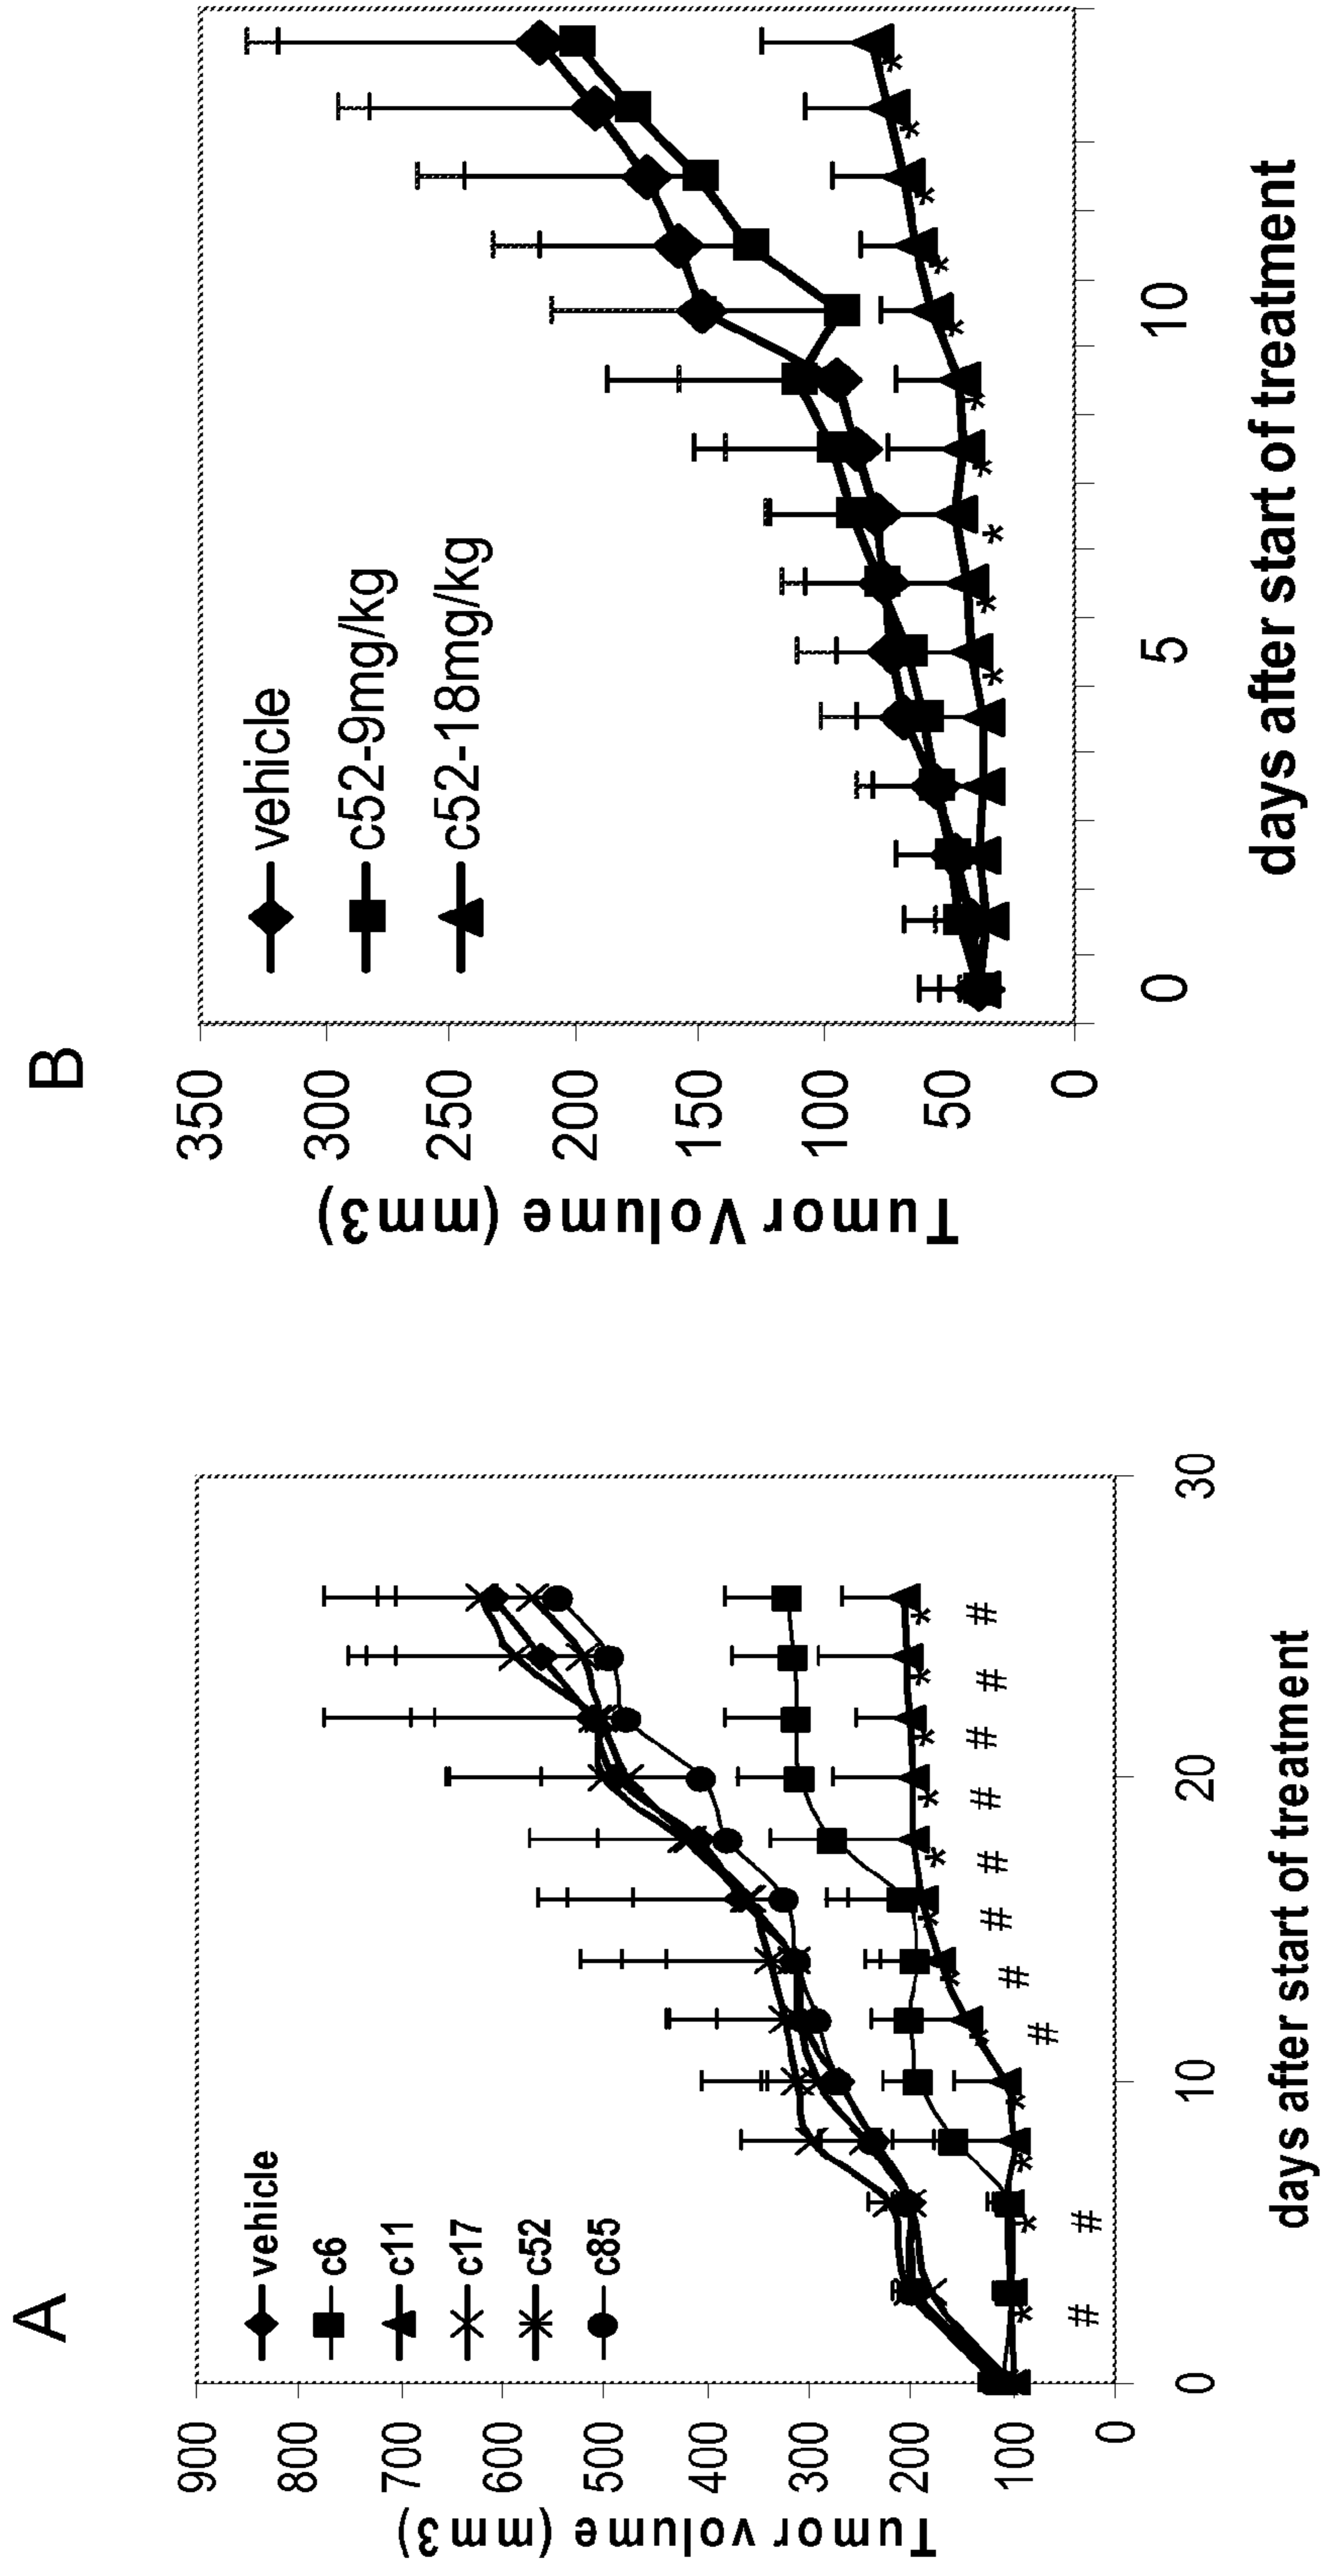 A
Tumor volume (mm3)
900
800
700
600
500
400
300
200
100
0
vehicle
c6
c11
c17
c52
c85
* * * * * * * * * * * *
# # # # # # # # # #
0 10 20 30
days after start of treatment
B
Tumor Volume (mm3)
350
300
250
200
150
100
50
0
vehicle
c52-9mg/kg
c52-18mg/kg
* * * * * * * * * *
0 5 10
days after start of treatment